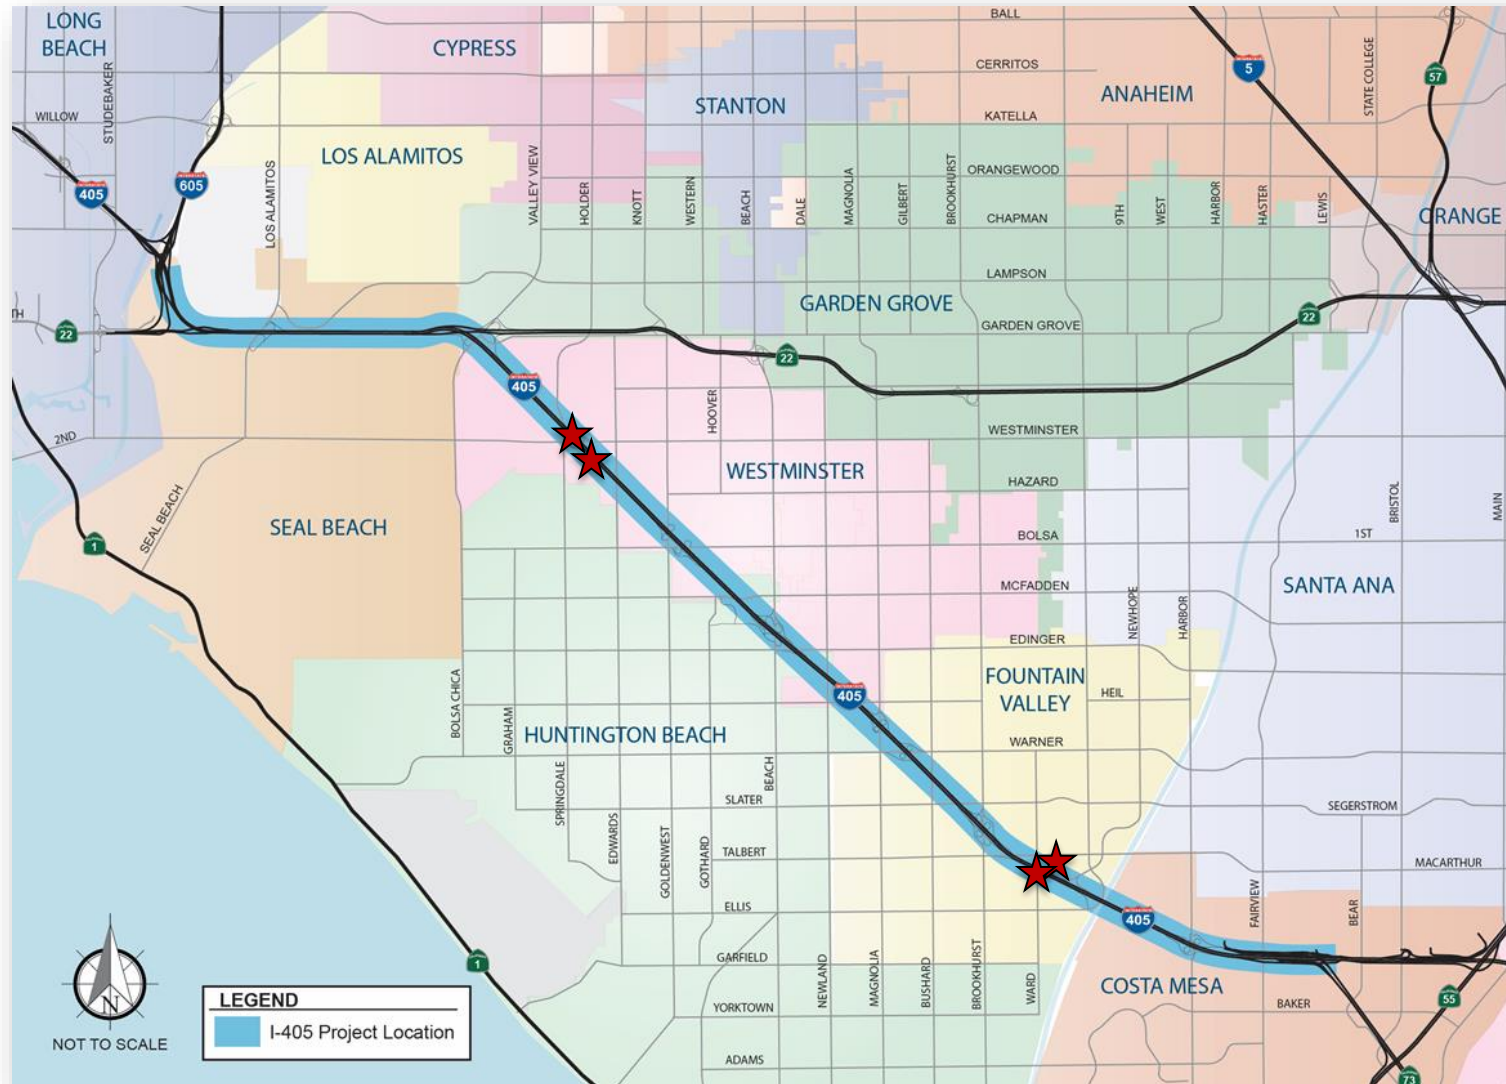 LONG
BEACH
CYPRESS
BALL
CERRITOS
STANTON
ANAHEIM
5
57
STATE COLLEGE
STUDEBAKER
WILLOW
KATELLA
LOS ALAMITOS
ORANGEWOOD
405
605
LOS ALAMITOS
VALLEY VIEW
HOLDER
KNOTT
WESTERN
BEACH
DALE
MAGNOLIA
GILBERT
BROOKHURST
CHAPMAN
9TH
WEST
HARBOR
HASTER
LEWIS
ORANGE
LAMPSON
GARDEN GROVE
TH
22
GARDEN GROVE
22
22
405
HOOVER
2ND
WESTMINSTER
WESTMINSTER
HAZARD
SEAL BEACH
SEAL BEACH
1
BOLSA
1ST
BRISTOL
MAIN
MCFADDEN
SANTA ANA
NEWHOPE
HARBOR
EDINGER
FOUNTAIN
VALLEY
HEIL
405
BOLSA CHICA
GRAHAM
HUNTINGTON BEACH
WARNER
BEACH
SPRINGDALE
SLATER
SEGERSTROM
EDWARDS
GOLDENWEST
GOTHARD
TALBERT
MACARTHUR
ELLIS
405
FAIRVIEW
BEAR
GARFIELD
1
NEWLAND
MAGNOLIA
BUSHARD
BROOKHURST
WARD
COSTA MESA
YORKTOWN
BAKER
55
ADAMS
73
N
NOT TO SCALE
LEGEND
I-405 Project Location